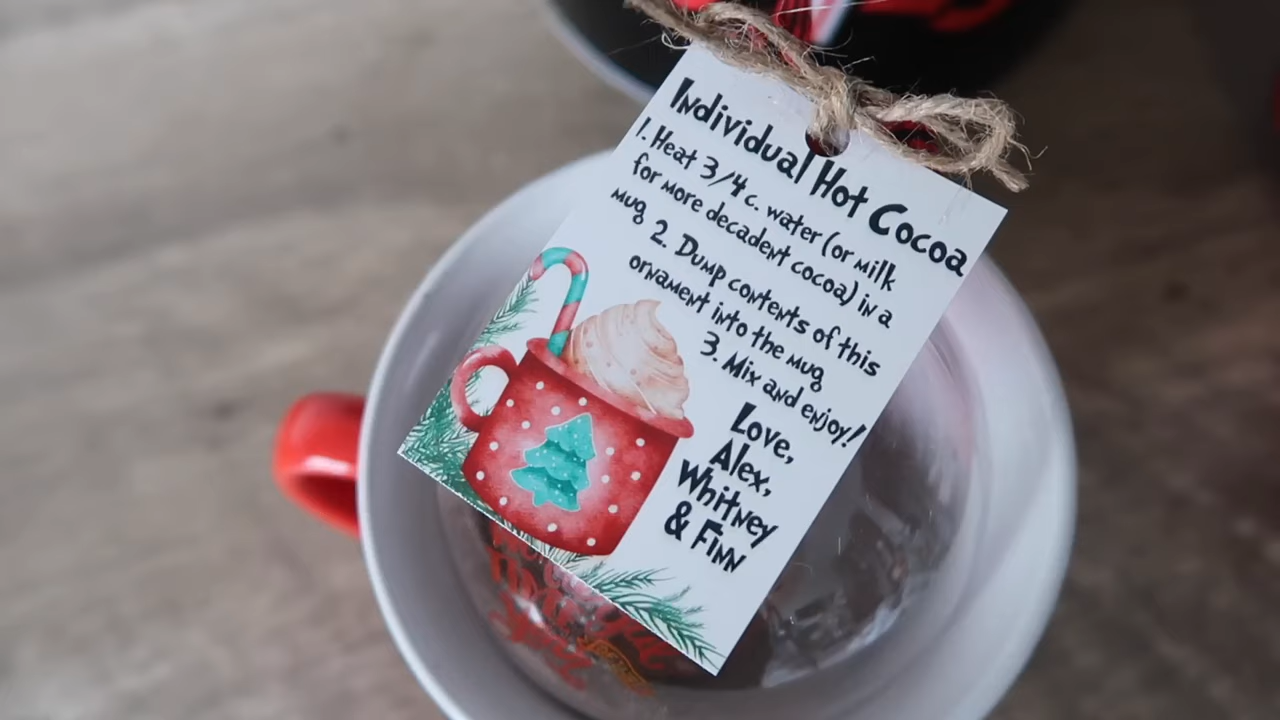 Individual Hot Cocoa
1. Heat 3/4 c. water (or milk
for more decadent cocoa) in a
mug
2. Dump contents of this
ornament into the mug
3. Mix and enjoy!
Love,
Alex,
Whitney
& Finn